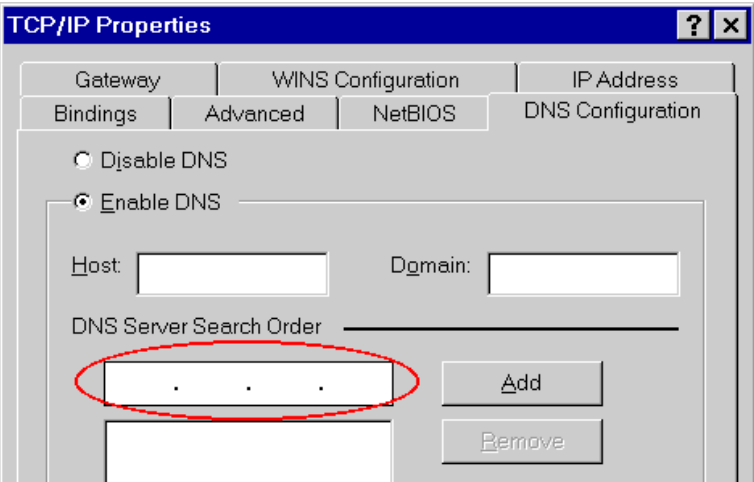 TCP/IP Properties
Gateway WINS Configuration IP Address
Bindings Advanced NetBIOS DNS Configuration
Disable DNS
Enable DNS
Host: Domain:
DNS Server Search Order
. . . Add
Remove